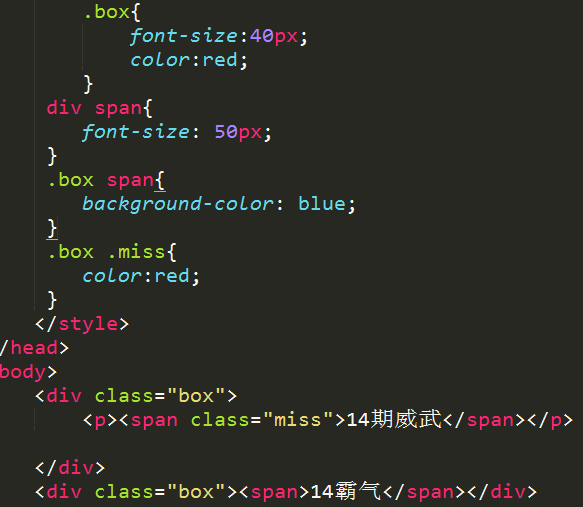 .box{
font-size:40px;
color:red;
}
div span{
font-size: 50px;
}
.box span{
background-color: blue;
}
.box .miss{
color:red;
}
</style>
/head>
body>
<div class="box">
<p><span class="miss">14期威武</span></p>
</div>
<div class="box"><span>14霸气</span></div>